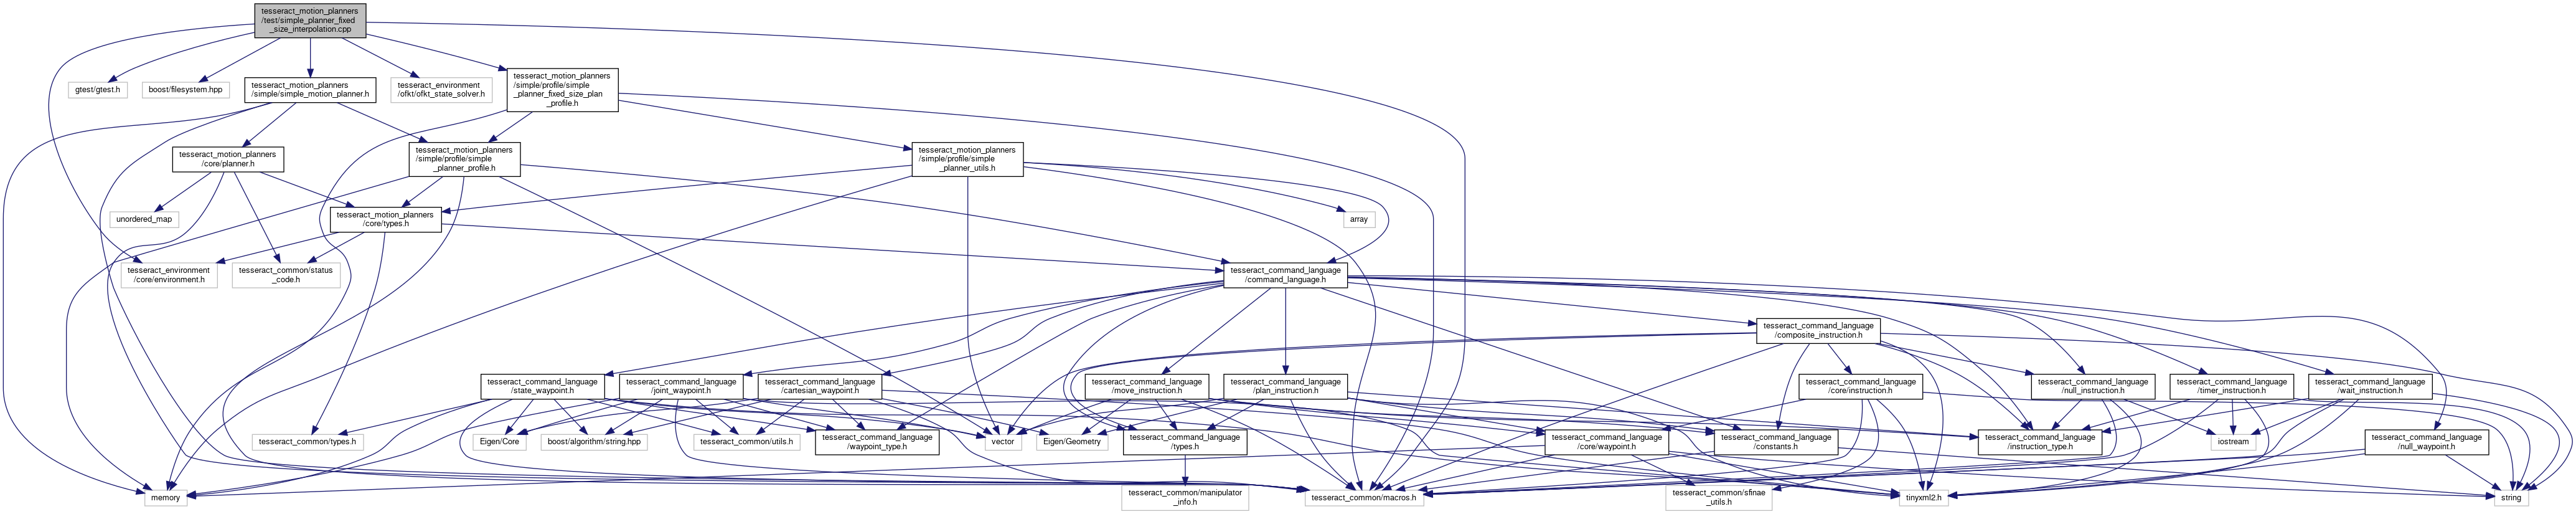 tesseract_motion_planners
/test/simple_planner_fixed
_size_interpolation.cpp
gtest/gtest.h
boost/filesystem.hpp
tesseract_motion_planners
/simple/simple_motion_planner.h
tesseract_environment
/ofkt/ofkt_state_solver.h
tesseract_motion_planners
/simple/profile/simple
_planner_fixed_size_plan
_profile.h
tesseract_motion_planners
/core/planner.h
tesseract_motion_planners
/simple/profile/simple
_planner_profile.h
tesseract_motion_planners
/simple/profile/simple
_planner_utils.h
unordered_map
tesseract_motion_planners
/core/types.h
array
tesseract_environment
/core/environment.h
tesseract_common/status
_code.h
tesseract_command_language
/command_language.h
tesseract_command_language
/composite_instruction.h
tesseract_command_language
/state_waypoint.h
tesseract_command_language
/joint_waypoint.h
tesseract_command_language
/cartesian_waypoint.h
tesseract_command_language
/move_instruction.h
tesseract_command_language
/plan_instruction.h
tesseract_command_language
/core/instruction.h
tesseract_command_language
/null_instruction.h
tesseract_command_language
/timer_instruction.h
tesseract_command_language
/wait_instruction.h
tesseract_common/types.h
Eigen/Core
boost/algorithm/string.hpp
tesseract_common/utils.h
tesseract_command_language
/waypoint_type.h
vector
Eigen/Geometry
tesseract_command_language
/types.h
tesseract_command_language
/core/waypoint.h
tesseract_command_language
/constants.h
tesseract_command_language
/instruction_type.h
iostream
tesseract_command_language
/null_waypoint.h
memory
tesseract_common/manipulator
_info.h
tesseract_common/macros.h
tesseract_common/sfinae
_utils.h
tinyxml2.h
string